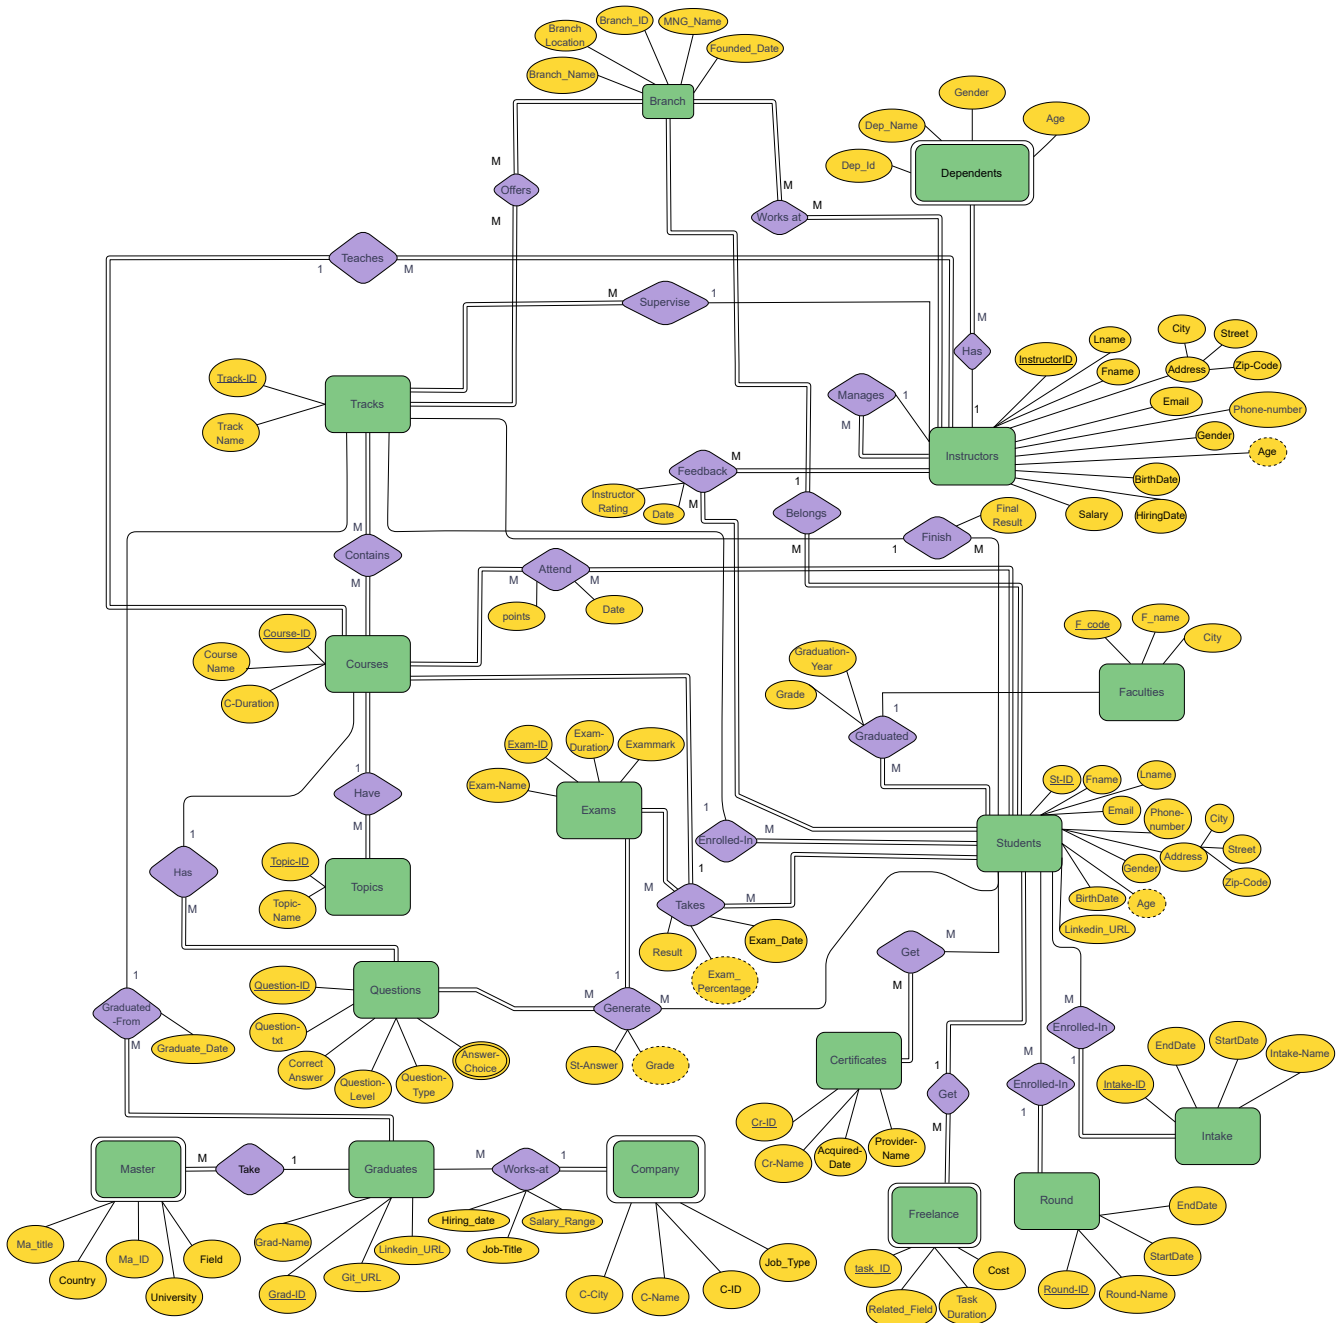 Branch_ID
MNG_Name
Branch
Location
Founded_Date
Branch_Name
Branch
Gender
Age
Dep_Name
Dep_Id
Dependents
M
Offers
M
M
Works at
M
Teaches
1
M
M
Supervise
1
M
Has
1
InstructorID
Lname
Fname
City
Street
Address
Zip-Code
Email
Phone-number
Gender
Age
BirthDate
HiringDate
Salary
Instructors
Manages
1
M
Track-ID
Track
Name
Tracks
Feedback
M
M
Instructor
Rating
Date
1
Belongs
M
Final
Result
Finish
1
M
M
Contains
M
Attend
M
M
points
Date
Course-ID
Course
Name
C-Duration
Courses
F_code
F_name
City
Faculties
Graduation-
Year
Grade
1
Graduated
M
Exam-ID
Exam-
Duration
Exammark
Exam-Name
Exams
1
Have
M
1
Has
M
Topic-ID
Topic-
Name
Topics
1
Enrolled-In
M
St-ID
Fname
Lname
Email
Phone-
number
City
Street
Address
Zip-Code
Gender
BirthDate
Age
Linkedin_URL
Students
1
M
Takes
M
Result
Exam_
Percentage
Exam_Date
Get
M
M
Question-ID
Question-
txt
Correct
Answer
Question-
Level
Question-
Type
Answer-
Choice
Questions
1
M
Generate
M
St-Answer
Grade
1
Graduated
-From
M
Graduate_Date
M
Enrolled-In
1
M
Enrolled-In
1
EndDate
StartDate
Intake-Name
Intake-ID
Intake
Certificates
Cr-ID
Cr-Name
Acquired-
Date
Provider-
Name
1
Get
M
Master
M
Take
1
Graduates
M
Works-at
1
Company
Ma_title
Country
Ma_ID
University
Field
Grad-Name
Grad-ID
Git_URL
Linkedin_URL
Hiring_date
Job-Title
Salary_Range
C-City
C-Name
C-ID
Job_Type
Freelance
task_ID
Related_Field
Task
Duration
Cost
Round
EndDate
StartDate
Round-ID
Round-Name